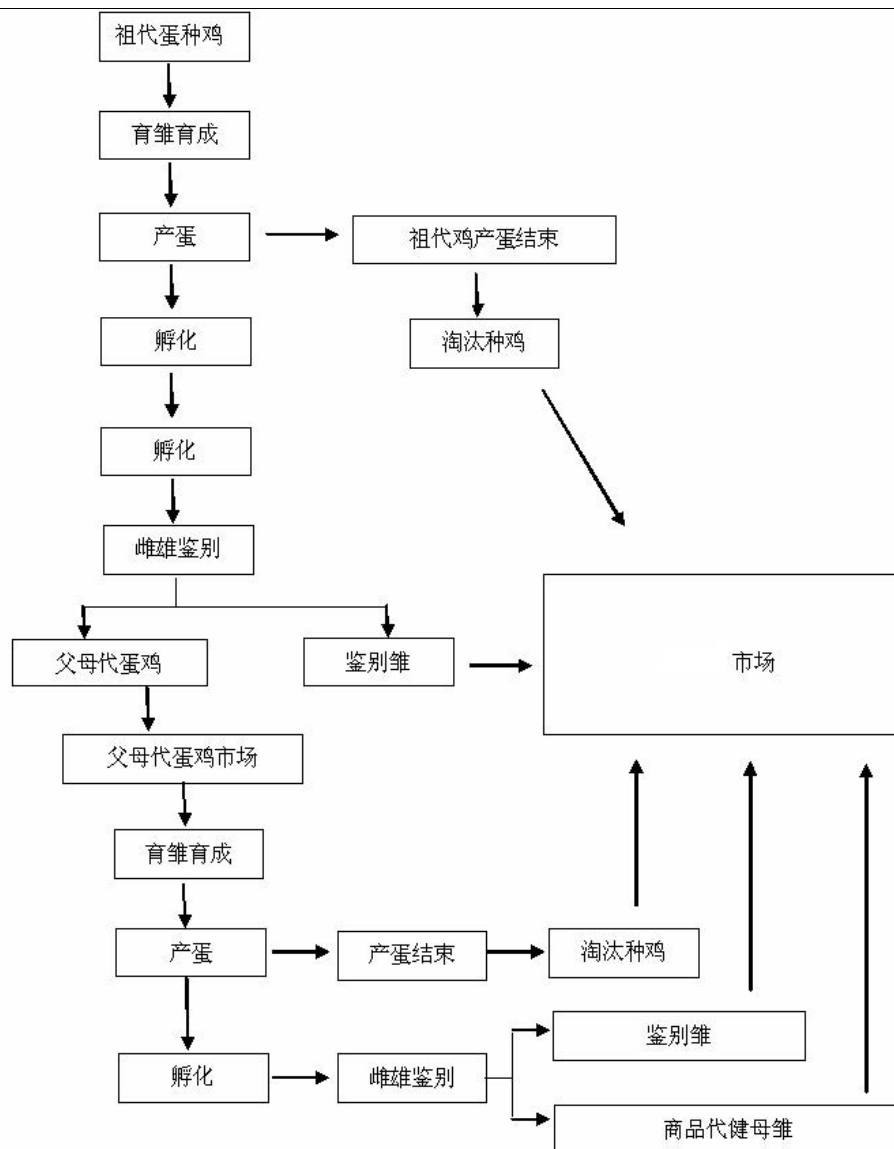 祖代蛋种鸡
育雏育成
产蛋
祖代鸡产蛋结束
孵化
淘汰种鸡
孵化
雌雄鉴别
父母代蛋鸡
鉴别雏
市场
父母代蛋鸡市场
育雏育成
产蛋
产蛋结束
淘汰种鸡
鉴别雏
孵化
雌雄鉴别
商品代健母雏